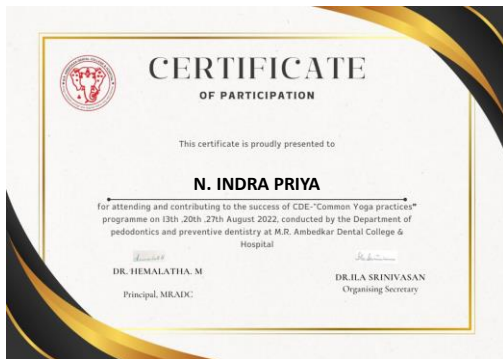 CERTIFICATE
OF PARTICIPATION
This certificate is proudly presented to
N. INDRA PRIYA
for attending and contributing to the success of CDE-"Common Yoga practices"
programme on 13th ,20th ,27th August 2022, conducted by the Department of
pedodontics and preventive dentistry at M.R. Ambedkar Dental College &
Hospital
DR. HEMALATHA. M
Principal, MRADC
DR.ILA SRINIVASAN
Organising Secretary